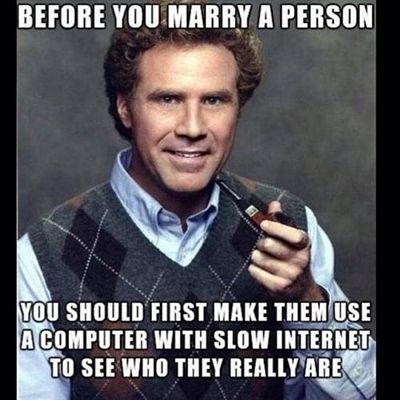 BEFORE YOU MARRY A PERSON
YOU SHOULD FIRST MAKE THEM USE
A COMPUTER WITH SLOW INTERNET
TO SEE WHO THEY REALLY ARE